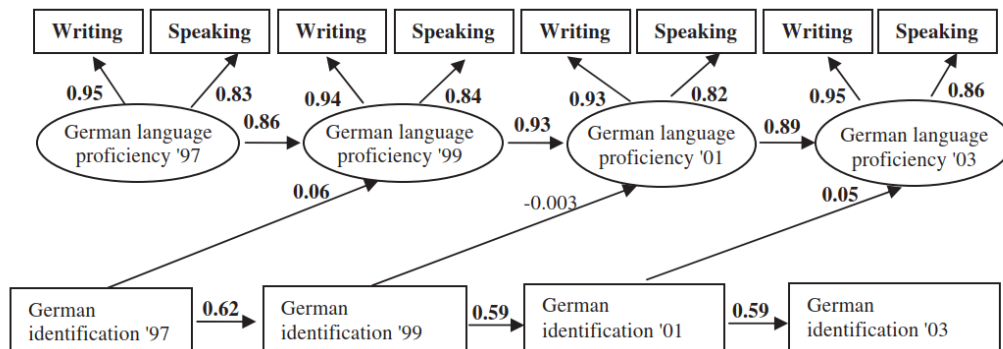 Writing Speaking Writing Speaking Writing Speaking Writing Speaking
0.95 0.83 0.94 0.84 0.93 0.82 0.95 0.86
German language
proficiency '97
0.86
German language
proficiency '99
0.93
German language
proficiency '01
0.89
German language
proficiency '03
0.06
-0.003
0.05
German
identification '97
0.62
German
identification '99
0.59
German
identification '01
0.59
German
identification '03